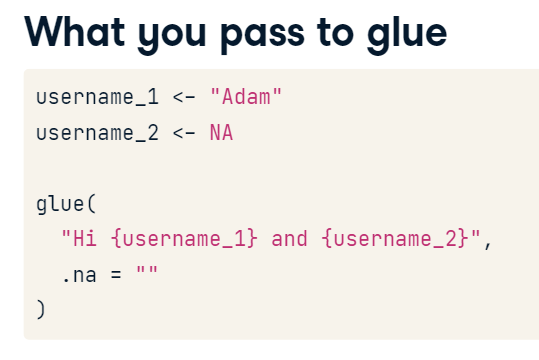 What you pass to glue
username_1 <- "Adam"
username_2 <- NA
glue(
"Hi {username_1} and {username_2}",
.na = ""
)